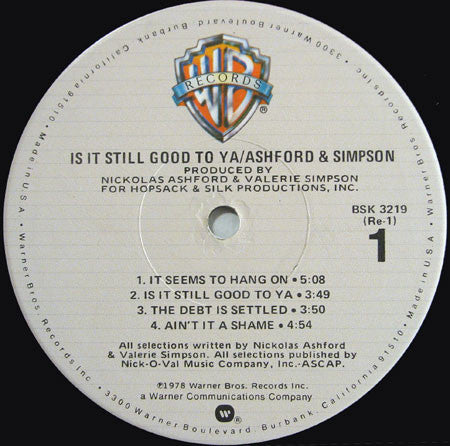 Warner Bros. Records Inc. • 3300 Warner Boulevard, Burbank, California 91510 • Made in U.S.A. •
RECORDS
WB
®
IS IT STILL GOOD TO YA/ASHFORD & SIMPSON
PRODUCED BY
NICKOLAS ASHFORD & VALERIE SIMPSON
FOR HOPSACK & SILK PRODUCTIONS, INC.
BSK 3219
(Re-1)
1
1. IT SEEMS TO HANG ON • 5:08
2. IS IT STILL GOOD TO YA • 3:49
3. THE DEBT IS SETTLED • 3:50
4. AIN'T IT A SHAME • 4:54
All selections written by Nickolas Ashford
& Valerie Simpson. All selections published by
Nick-O-Val Music Company, Inc.-ASCAP.
℗1978 Warner Bros. Records Inc.
a Warner Communications Company
Warner Bros. Records Inc. • 3300 Warner Boulevard, Burbank, California 91510 • Made in U.S.A. •